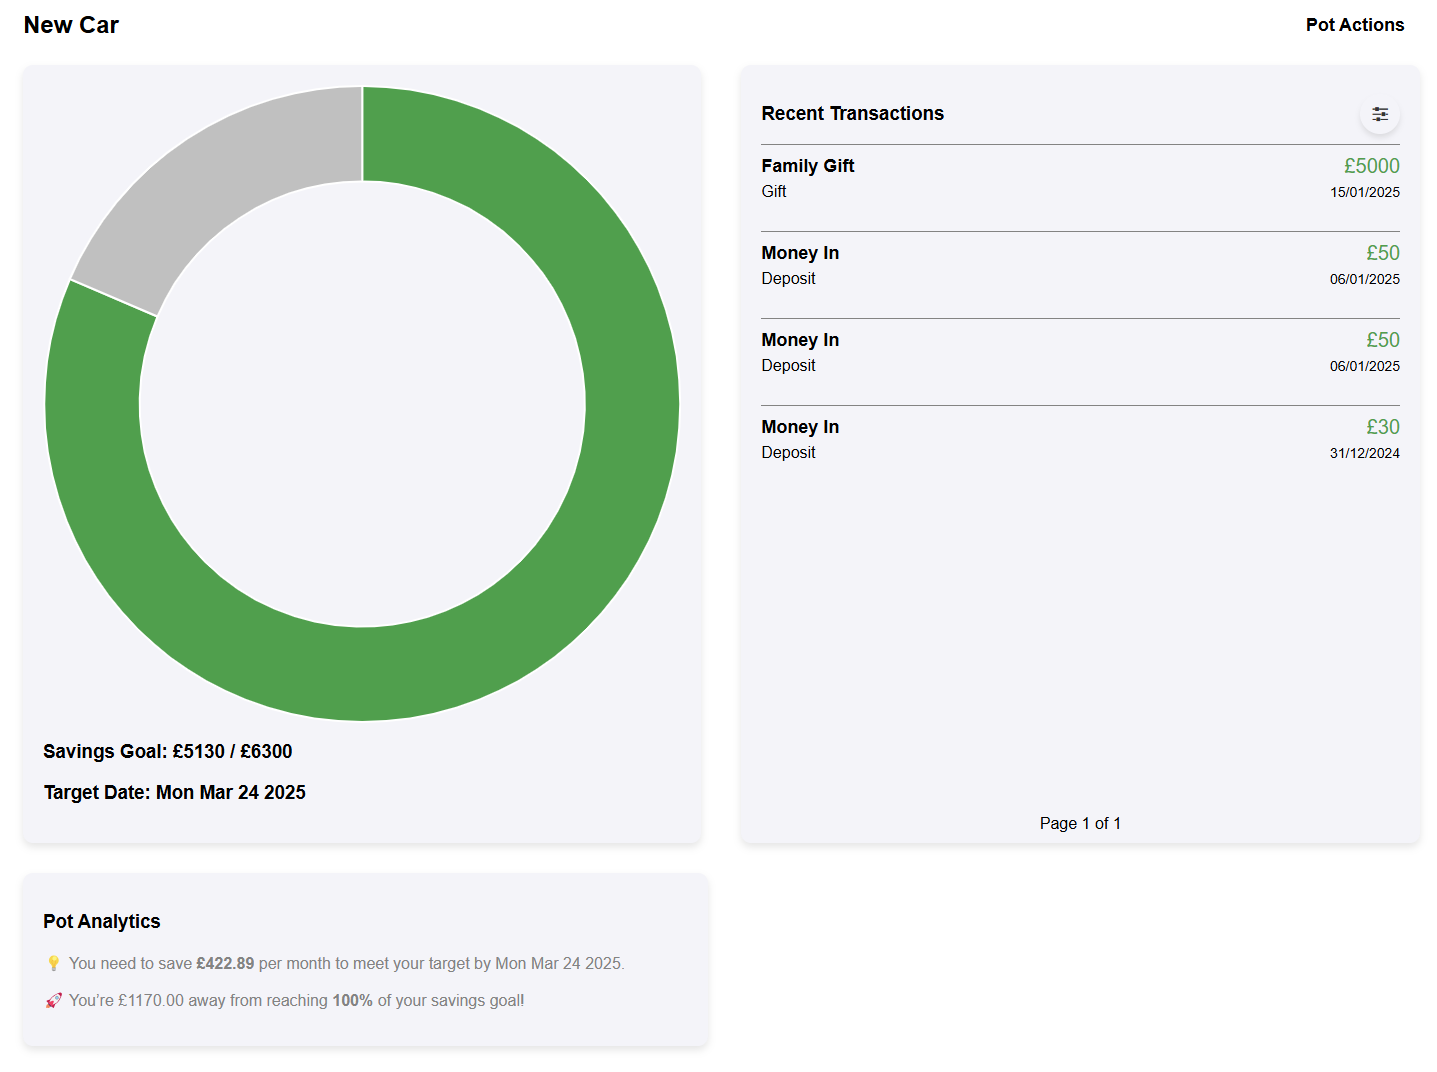 New Car
Pot Actions
Savings Goal: £5130 / £6300
Target Date: Mon Mar 24 2025
Recent Transactions
Family Gift £5000
Gift 15/01/2025
Money In £50
Deposit 06/01/2025
Money In £50
Deposit 06/01/2025
Money In £30
Deposit 31/12/2024
Page 1 of 1
Pot Analytics
💡 You need to save £422.89 per month to meet your target by Mon Mar 24 2025.
🚀 You’re £1170.00 away from reaching 100% of your savings goal!